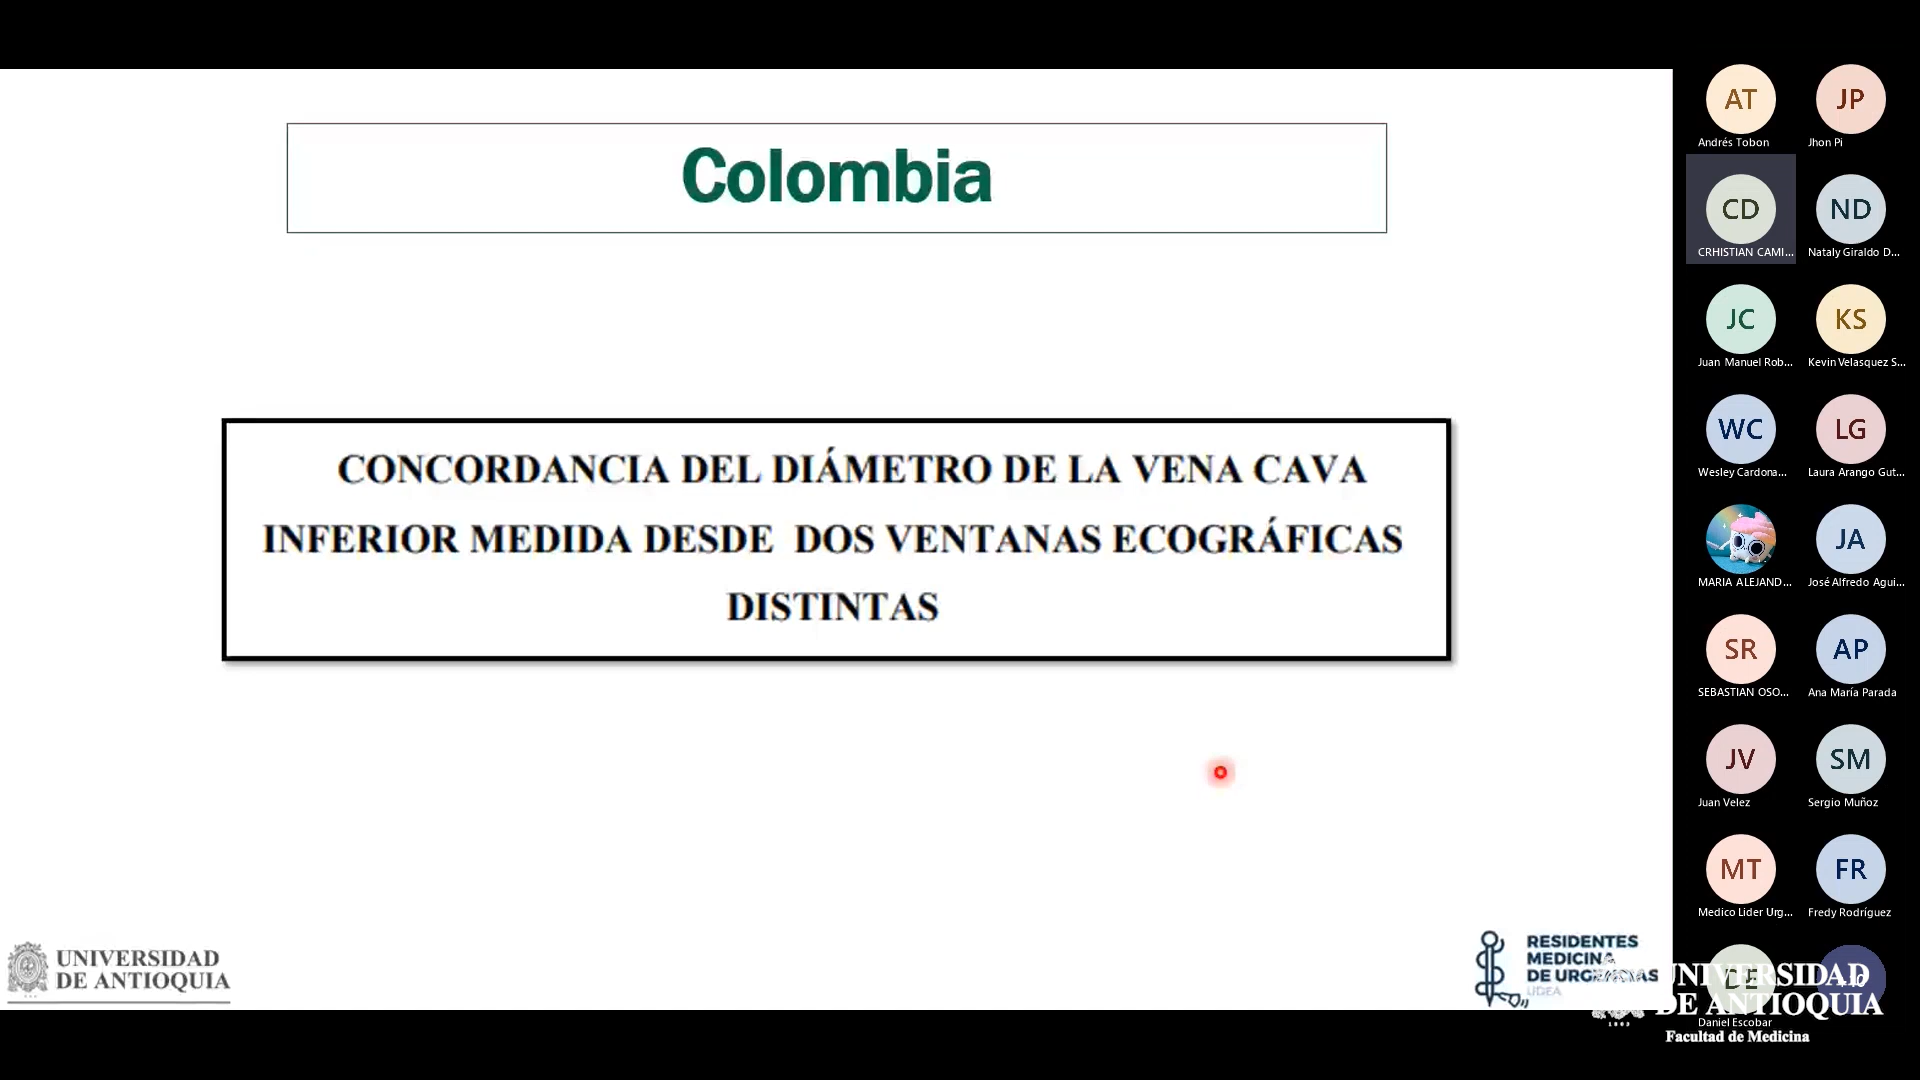 Colombia
CONCORDANCIA DEL DIÁMETRO DE LA VENA CAVA
INFERIOR MEDIDA DESDE DOS VENTANAS ECOGRÁFICAS
DISTINTAS
UNIVERSIDAD
DE ANTIOQUIA
RESIDENTES
MEDICINA
DE URGENCIAS
UDEA
AT
Andrés Tobon
JP
Jhon Pi
CD
CRHISTIAN CAMI...
ND
Nataly Giraldo D...
JC
Juan Manuel Rob...
KS
Kevin Velasquez S...
WC
Wesley Cardona...
LG
Laura Arango Gut...
MARIA ALEJAND...
JA
José Alfredo Agui...
SR
SEBASTIAN OSO...
AP
Ana María Parada
JV
Juan Velez
SM
Sergio Muñoz
MT
Medico Lider Urg...
FR
Fredy Rodríguez
DE
Daniel Escobar
UNIVERSIDAD
DE ANTIOQUIA
1803
Facultad de Medicina